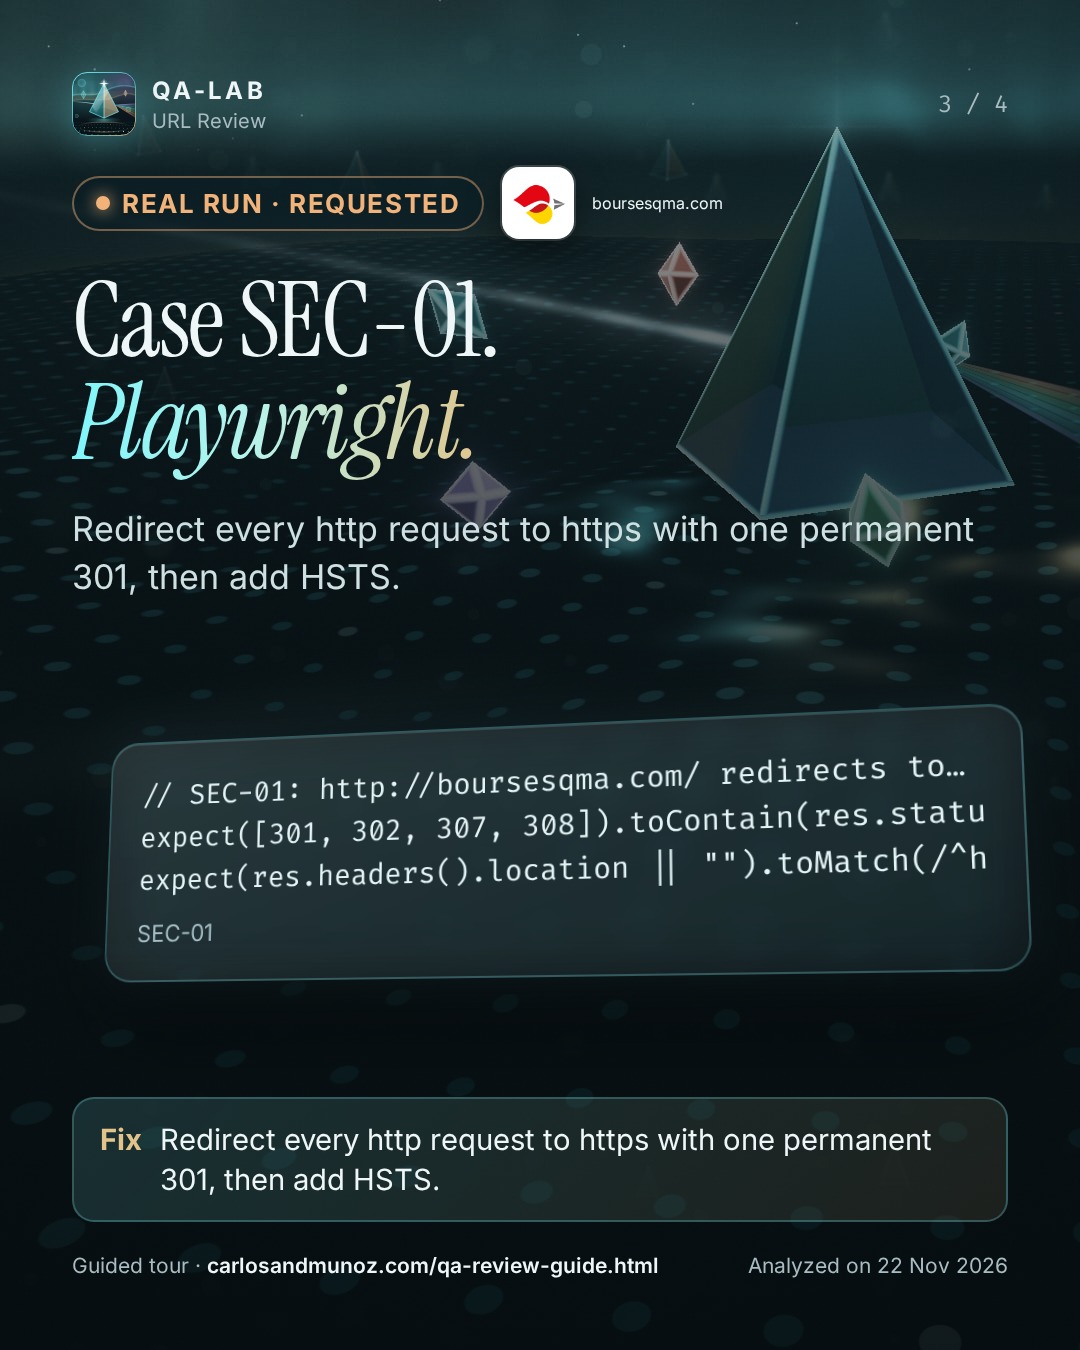 QA-LAB
URL Review
3 / 4
REAL RUN · REQUESTED
boursesqma.com
Case SEC-01.
Playwright.
Redirect every http request to https with one permanent
301, then add HSTS.
// SEC-01: http://boursesqma.com/ redirects to…
expect([301, 302, 307, 308]).toContain(res.statu
expect(res.headers().location || "").toMatch(/^h
SEC-01
Fix Redirect every http request to https with one permanent
301, then add HSTS.
Guided tour · carlosandmunoz.com/qa-review-guide.html
Analyzed on 22 Nov 2026